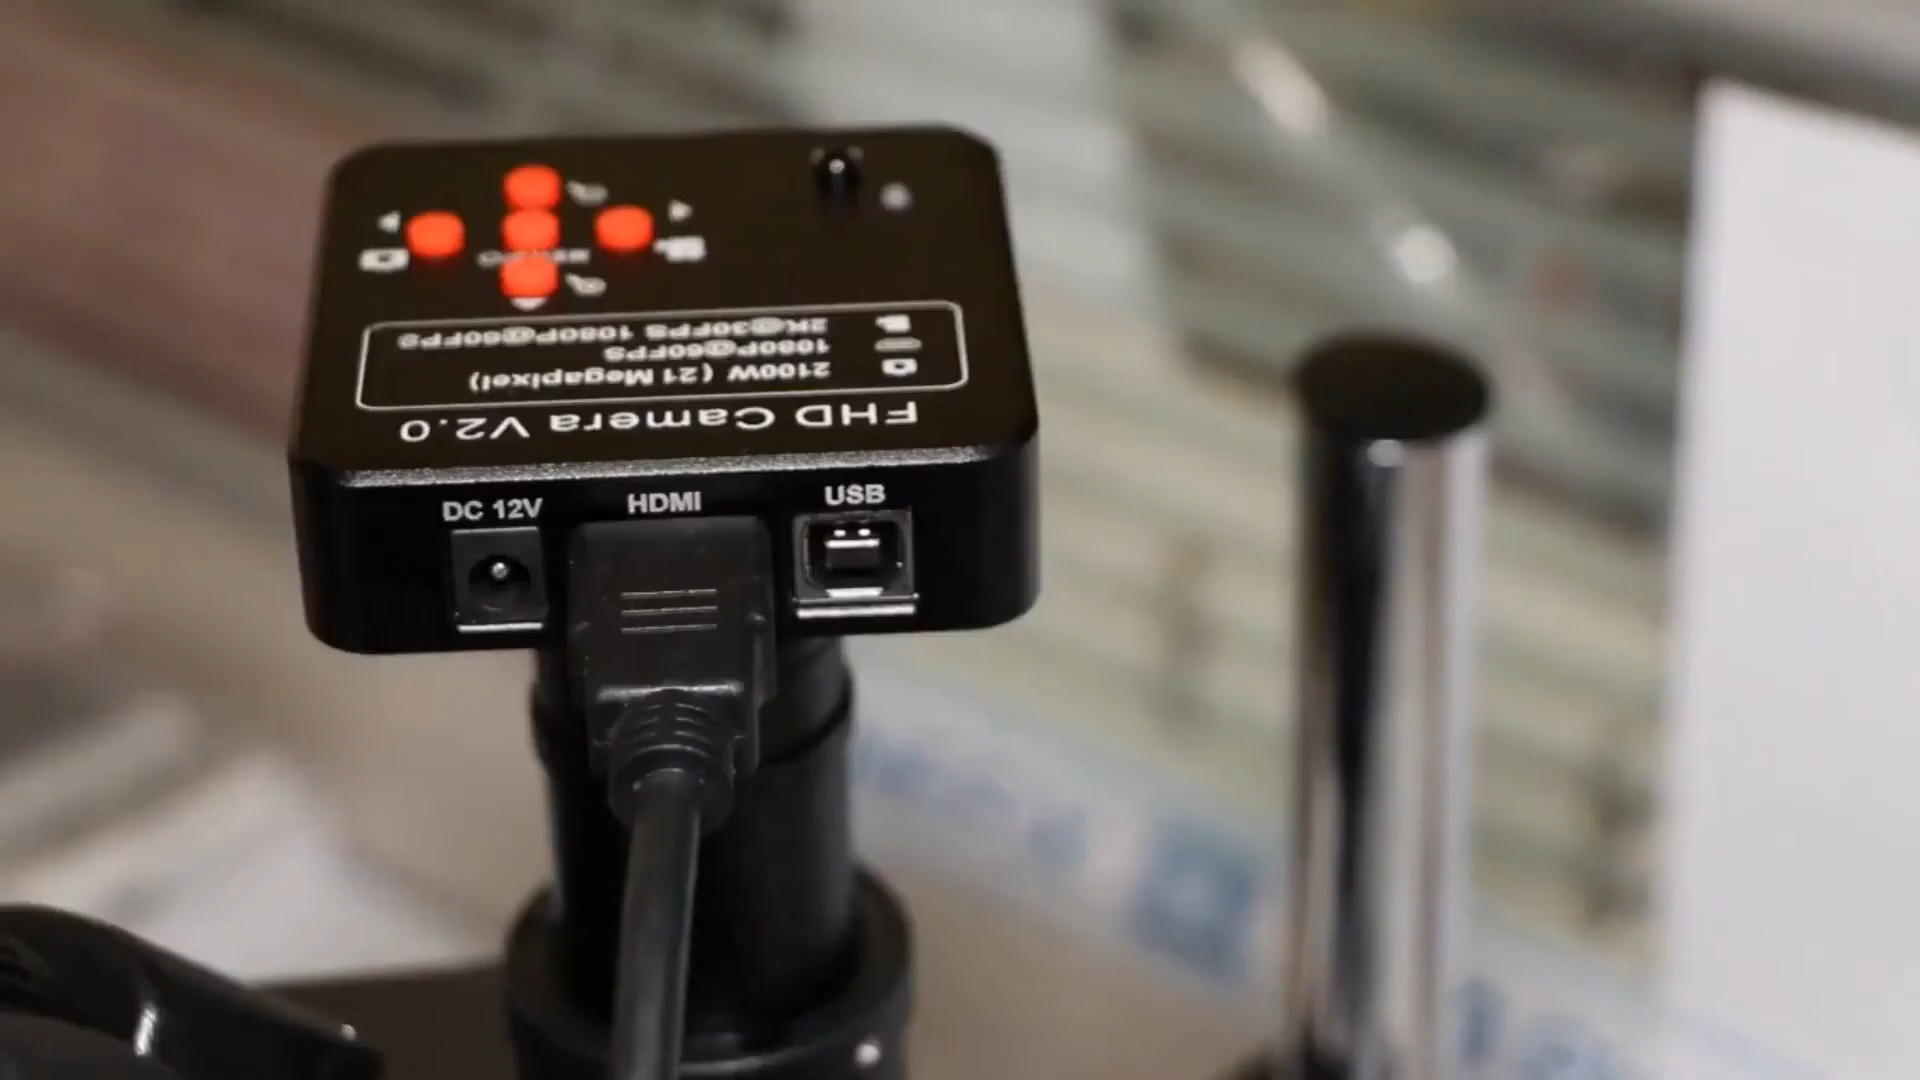 FHD Camera V2.0
2100W (21 Megapixel)
1080P@60FPS
2K@30FPS 1080P@60FPS
DC 12V
HDMI
USB